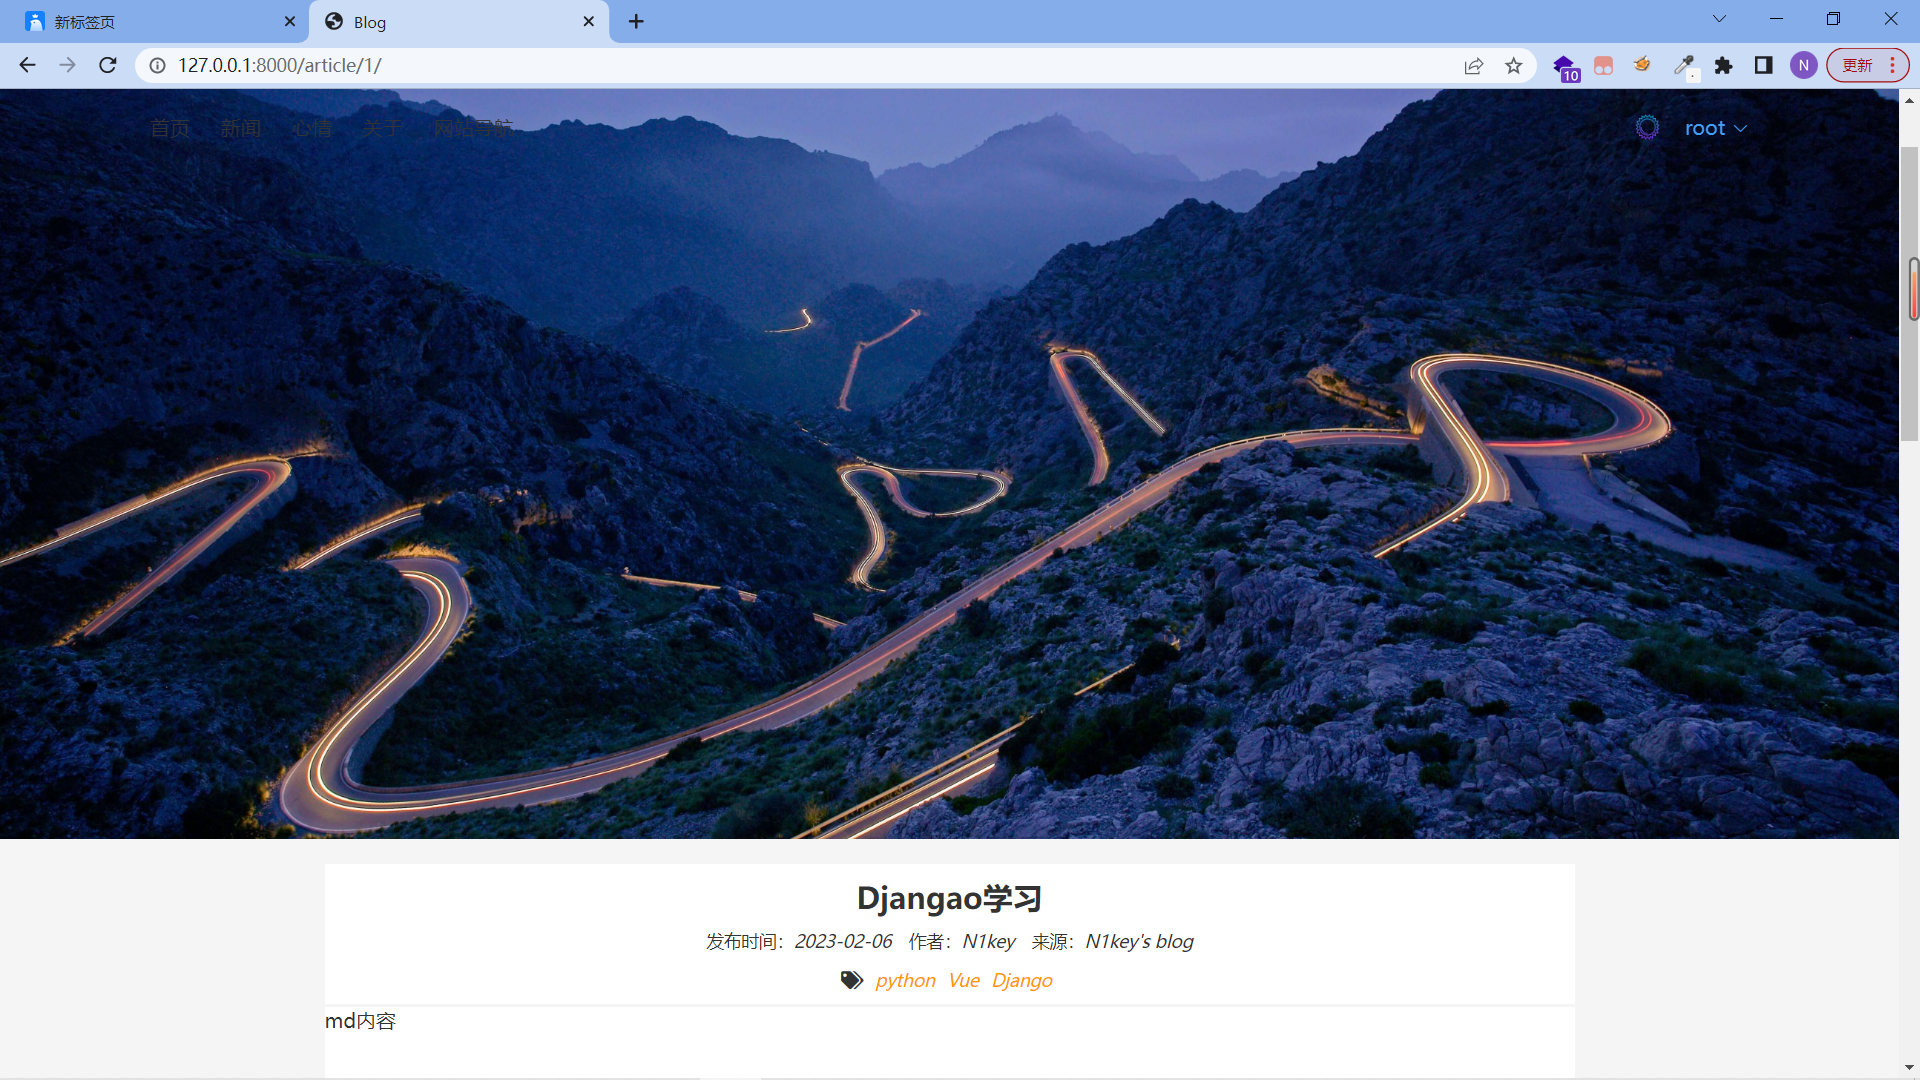 新标签页
Blog
127.0.0.1:8000/article/1/
10
N
更新
首页 新闻 心情 关于 网站导航
root
Djangao学习
发布时间：2023-02-06 作者：N1key 来源：N1key's blog
python Vue Django
md内容